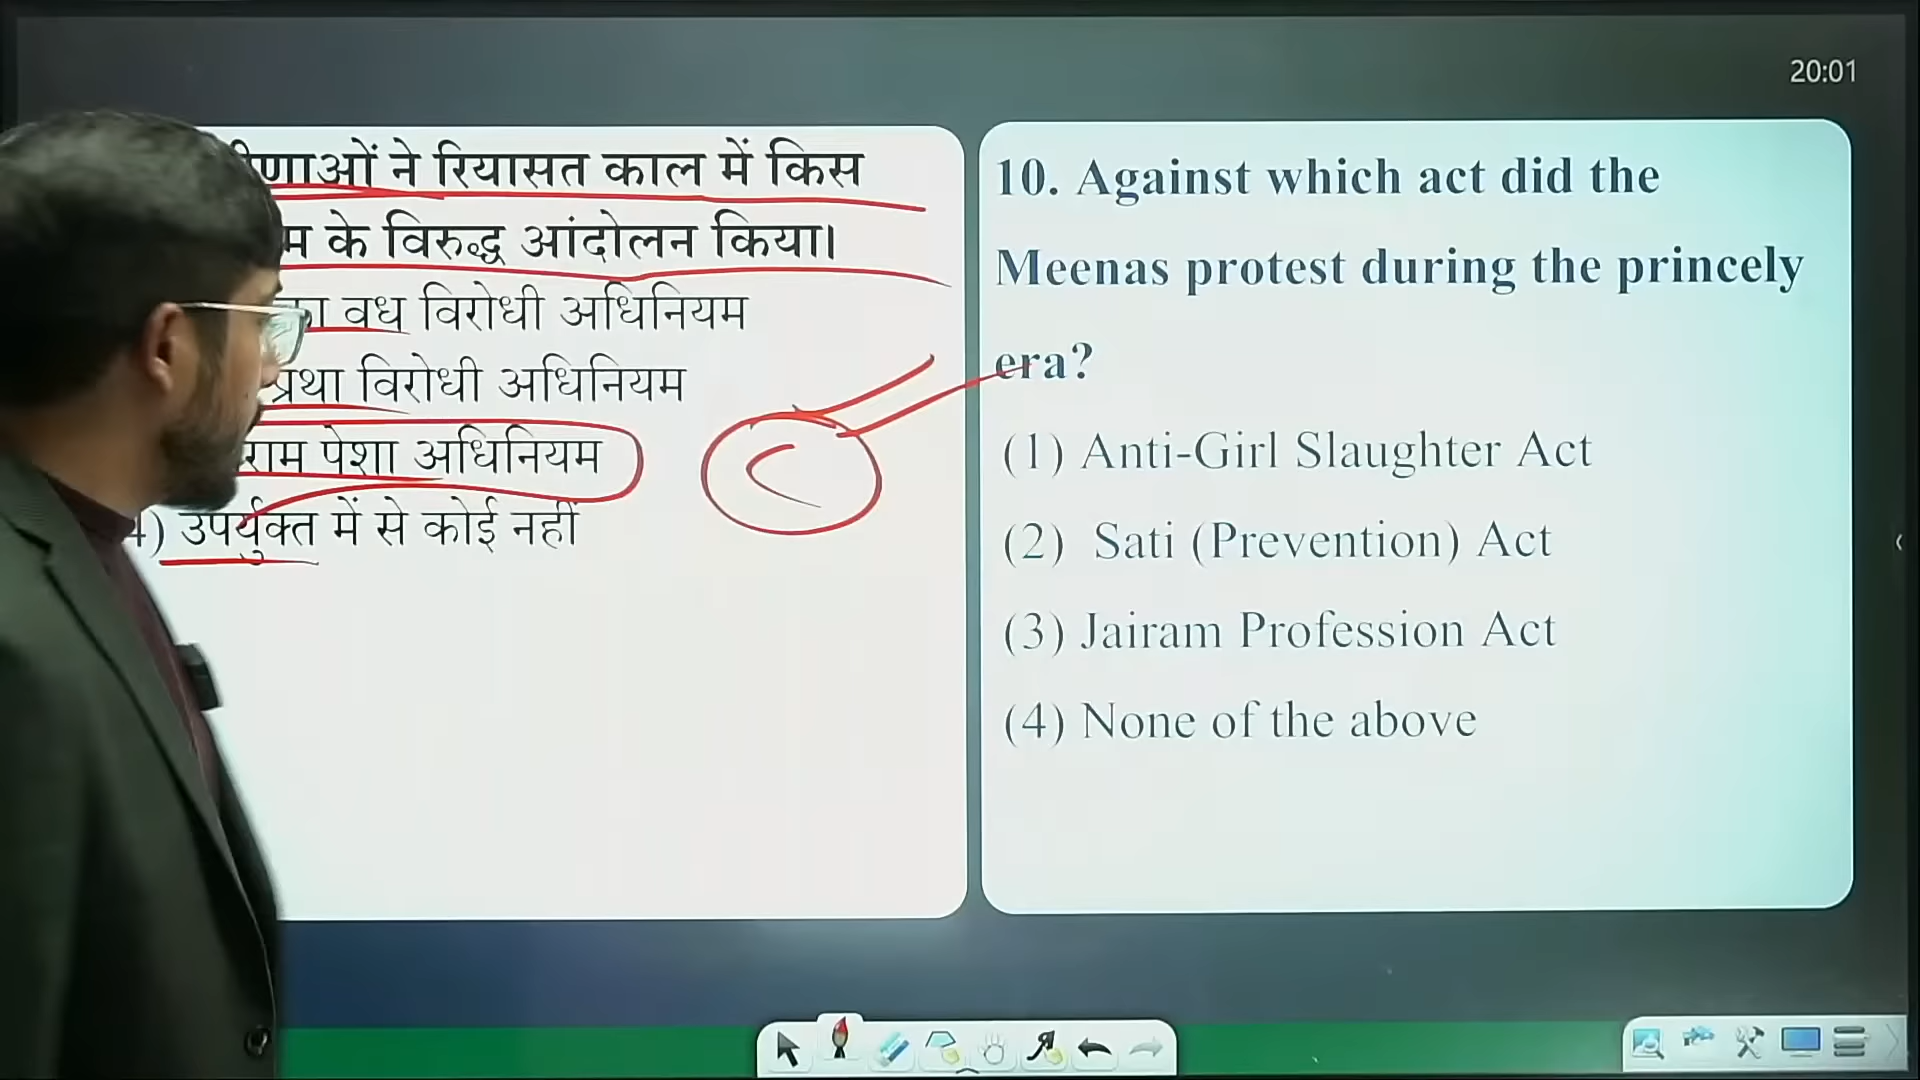 20:01
णाओं ने रियासत काल में किस
म के विरुद्ध आंदोलन किया।
वध विरोधी अधिनियम
प्रथा विरोधी अधिनियम
राम पेशा अधिनियम
4) उपर्युक्त में से कोई नहीं
C
10. Against which act did the
Meenas protest during the princely
era?
(1) Anti-Girl Slaughter Act
(2) Sati (Prevention) Act
(3) Jairam Profession Act
(4) None of the above